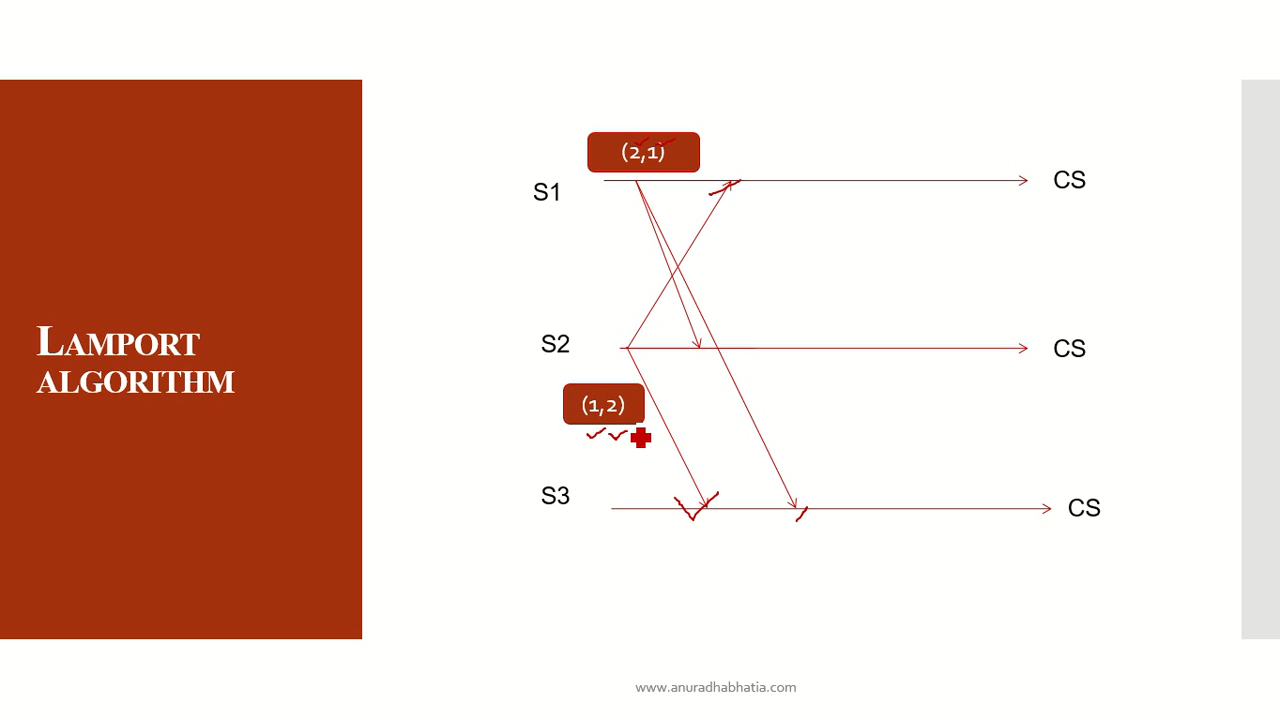 LAMPORT
ALGORITHM
(2,1)
S1
CS
S2
CS
(1,2)
S3
CS
www.anuradhabhatia.com